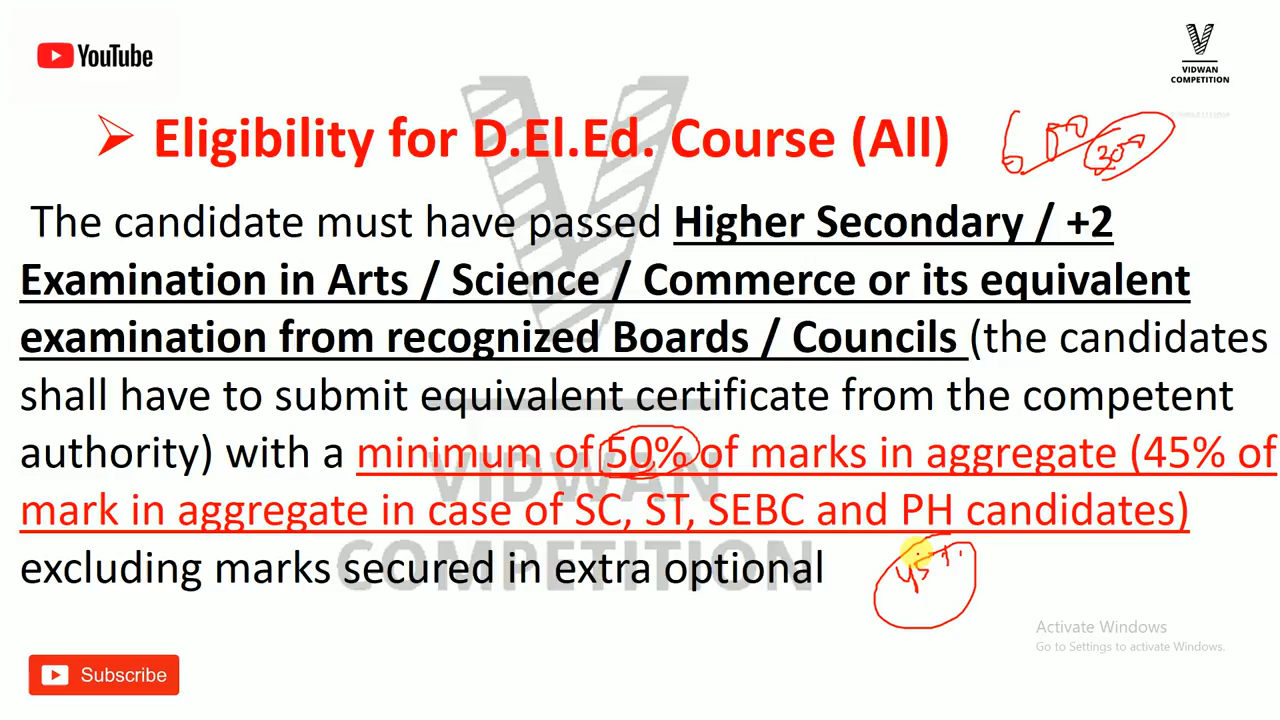 YouTube
VIDWAN
COMPETITION
Eligibility for D.El.Ed. Course (All)
The candidate must have passed Higher Secondary / +2
Examination in Arts / Science / Commerce or its equivalent
examination from recognized Boards / Councils (the candidates
shall have to submit equivalent certificate from the competent
authority) with a minimum of 50% of marks in aggregate (45% of
mark in aggregate in case of SC, ST, SEBC and PH candidates)
excluding marks secured in extra optional
VIDWAN
COMPETITION
45%
Activate Windows
Go to Settings to activate Windows.
Subscribe